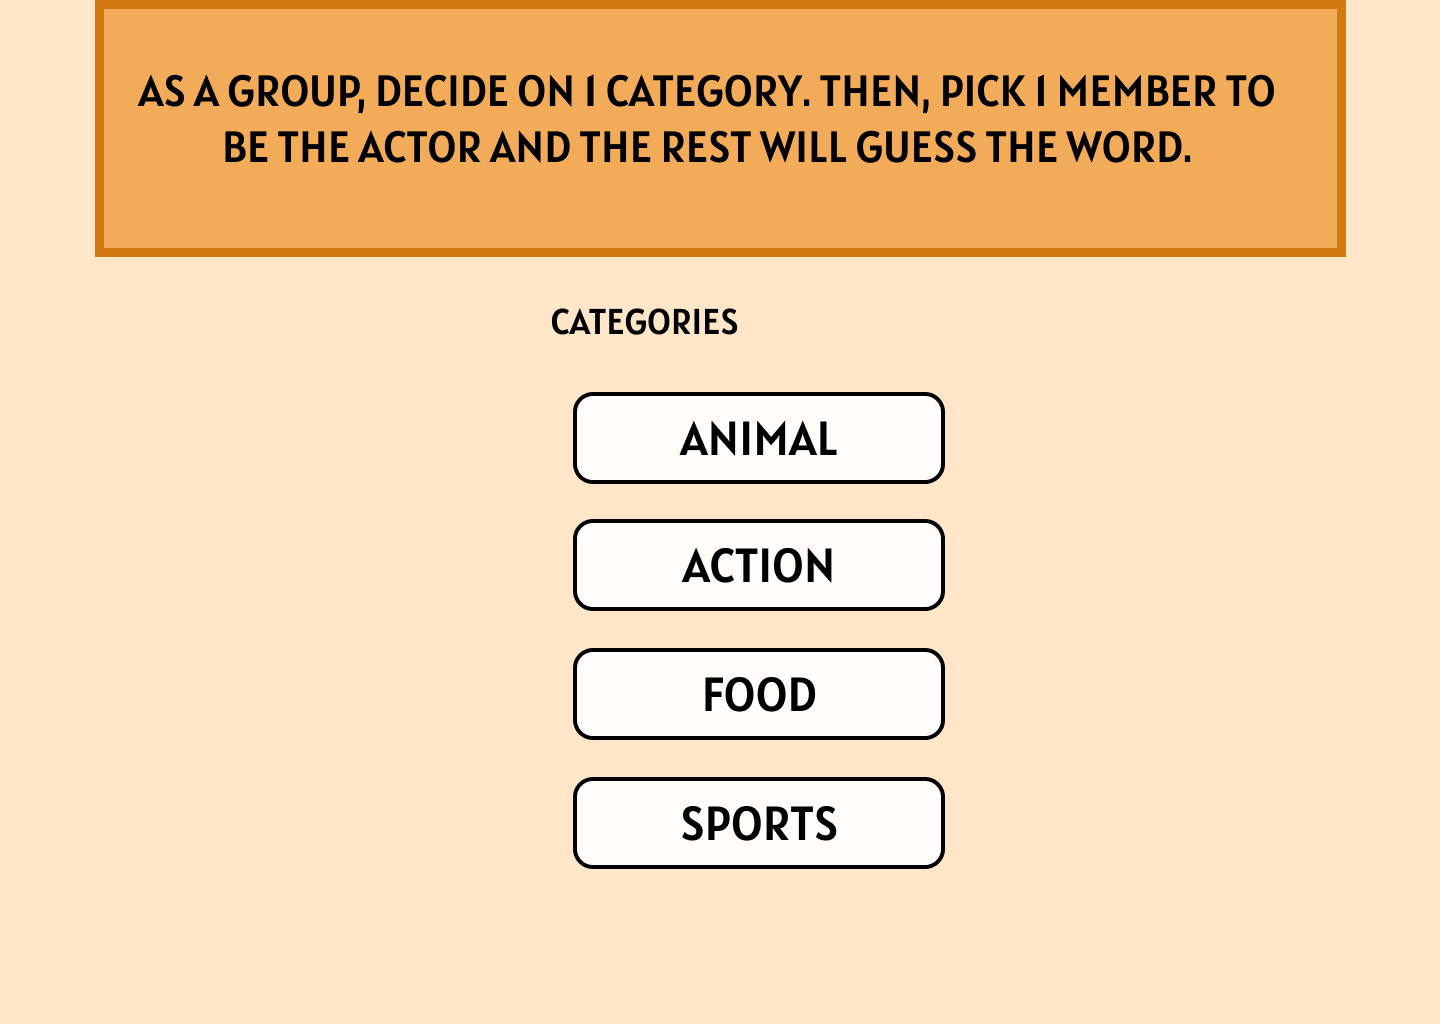 AS A GROUP, DECIDE ON 1 CATEGORY. THEN, PICK 1 MEMBER TO
BE THE ACTOR AND THE REST WILL GUESS THE WORD.
CATEGORIES
ANIMAL
ACTION
FOOD
SPORTS